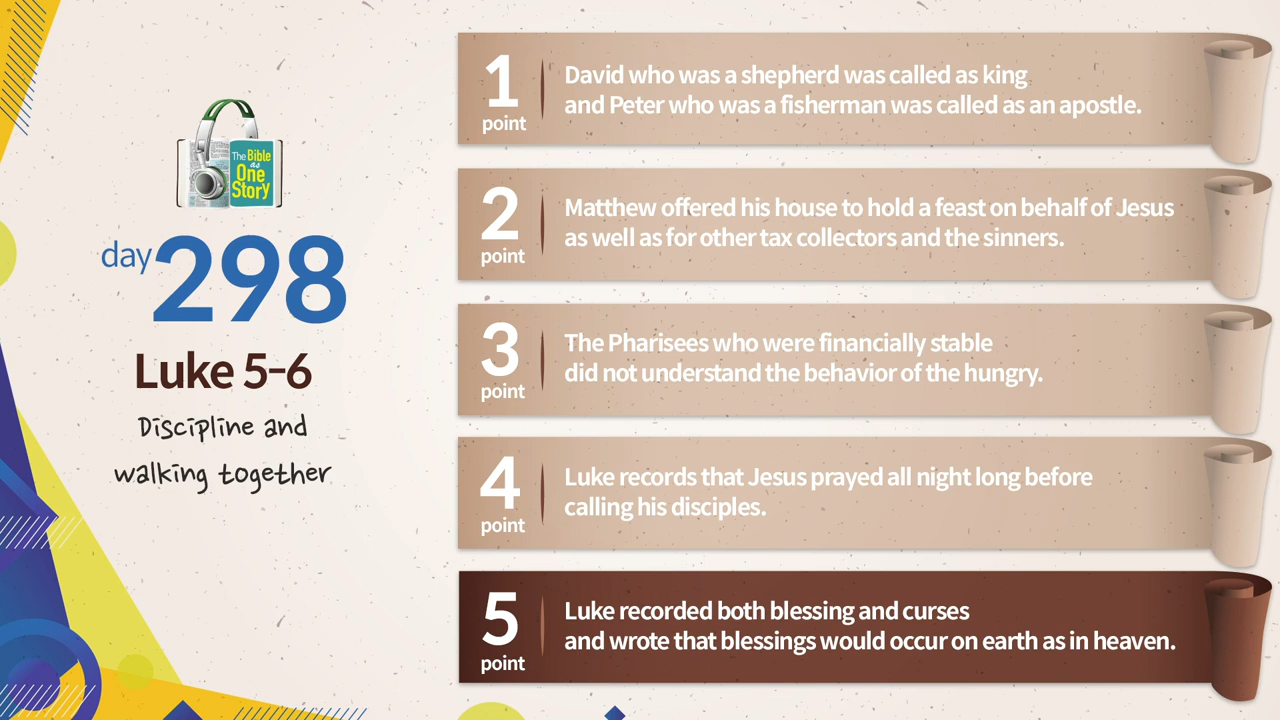 The Bible
as
One
Story
day298
Luke 5-6
Discipline and
walking together
1
point
David who was a shepherd was called as king
and Peter who was a fisherman was called as an apostle.
2
point
Matthew offered his house to hold a feast on behalf of Jesus
as well as for other tax collectors and the sinners.
3
point
The Pharisees who were financially stable
did not understand the behavior of the hungry.
4
point
Luke records that Jesus prayed all night long before
calling his disciples.
5
point
Luke recorded both blessing and curses
and wrote that blessings would occur on earth as in heaven.